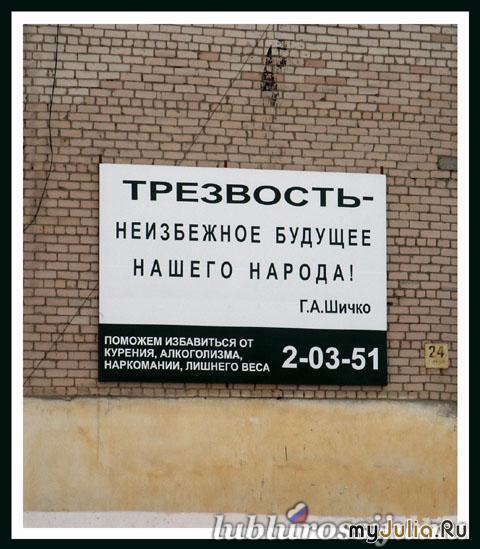 ТРЕЗВОСТЬ-
НЕИЗБЕЖНОЕ БУДУЩЕЕ
НАШЕГО НАРОДА!
Г.А.Шичко
ПОМОЖЕМ ИЗБАВИТЬСЯ ОТ
КУРЕНИЯ, АЛКОГОЛИЗМА,
НАРКОМАНИИ, ЛИШНЕГО ВЕСА
2-03-51
24
myJulia.Ru